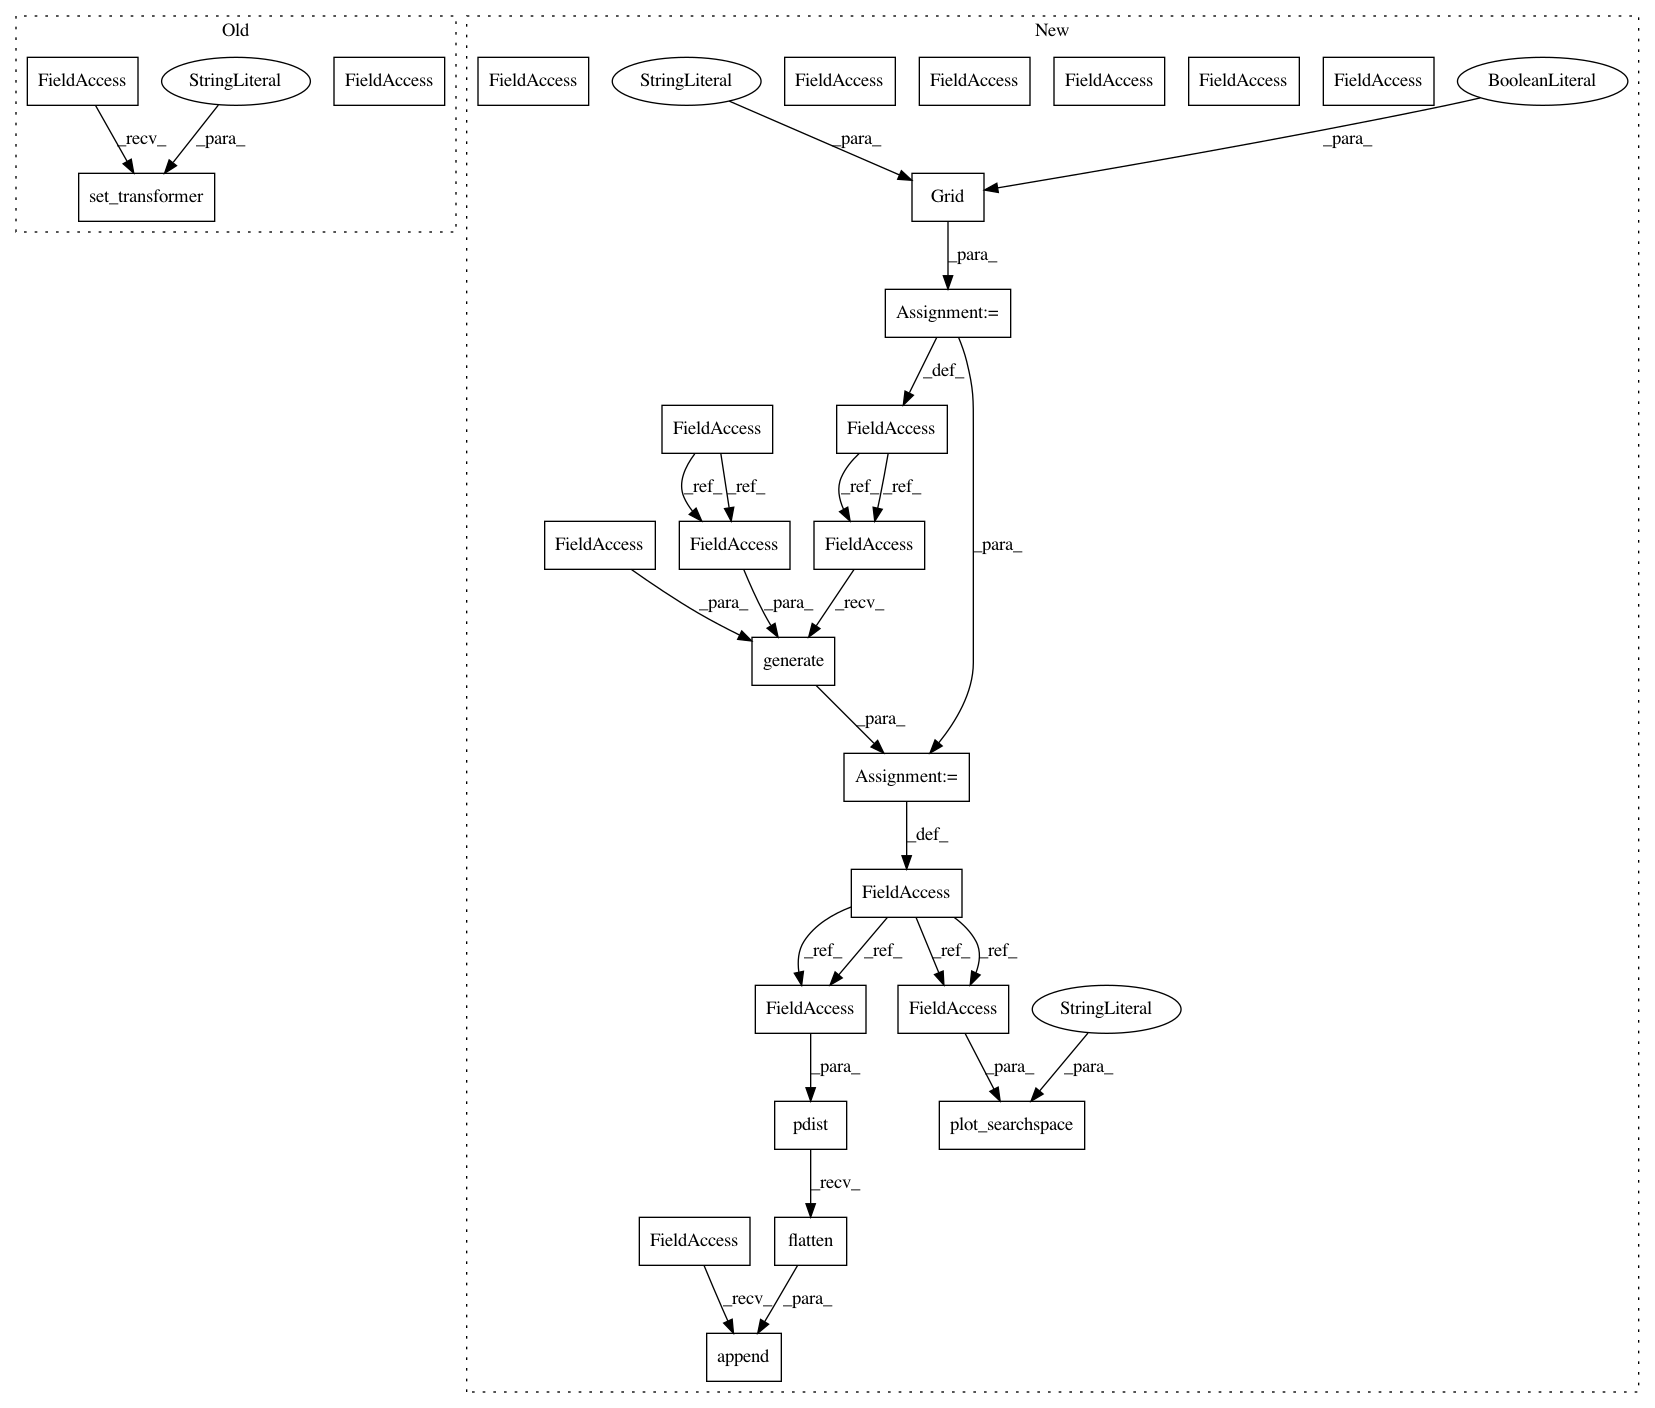 Old
New
FieldAccess
StringLiteral
FieldAccess
FieldAccess
StringLiteral
FieldAccess
FieldAccess
FieldAccess
FieldAccess
FieldAccess
BooleanLiteral
_recv_
_para_
_para_
_para_
set_transformer
Grid
_para_
Assignment:=
_def_
FieldAccess
FieldAccess
_ref_
_ref_
_ref_
_ref_
FieldAccess
FieldAccess
FieldAccess
_para_
_para_
_para_
_recv_
generate
_para_
Assignment:=
_def_
FieldAccess
_ref_
_ref_
_ref_
_ref_
FieldAccess
FieldAccess
StringLiteral
_para_
_para_
_para_
pdist
plot_searchspace
_recv_
FieldAccess
flatten
_recv_
_para_
append